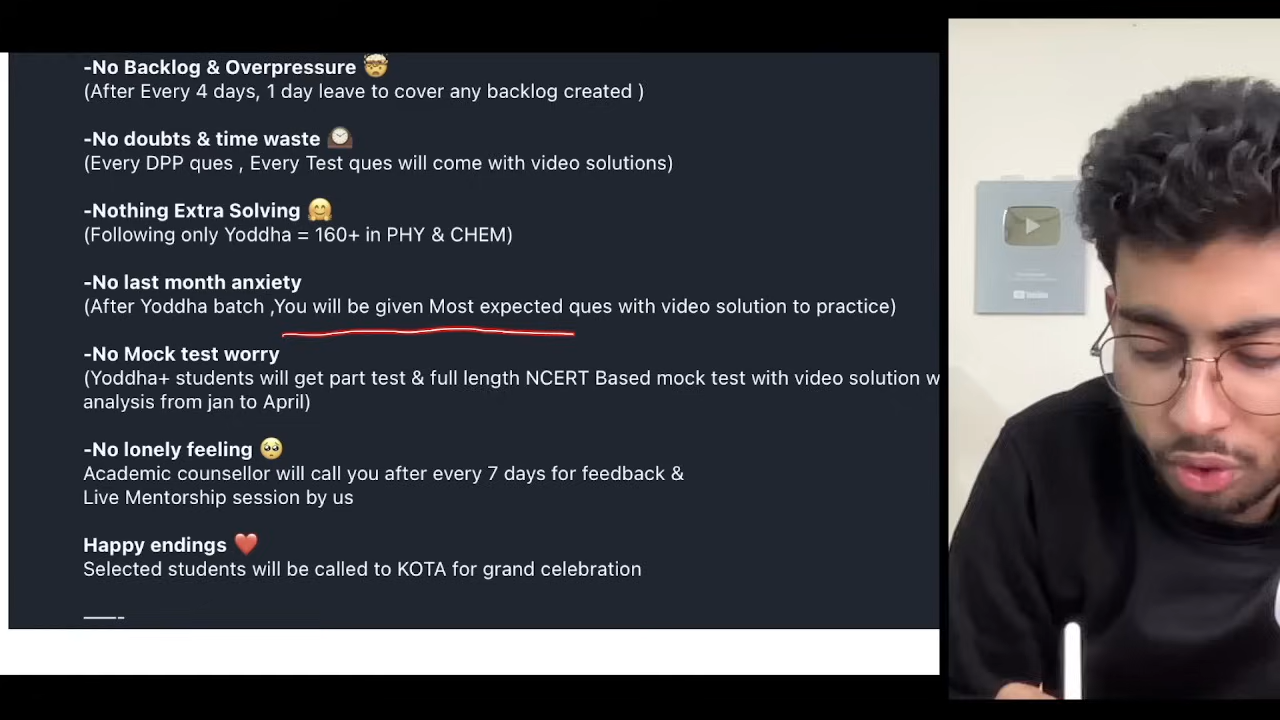 -No Backlog & Overpressure 🤯
(After Every 4 days, 1 day leave to cover any backlog created )
-No doubts & time waste 🕰️
(Every DPP ques , Every Test ques will come with video solutions)
-Nothing Extra Solving 🤗
(Following only Yoddha = 160+ in PHY & CHEM)
-No last month anxiety
(After Yoddha batch ,You will be given Most expected ques with video solution to practice)
-No Mock test worry
(Yoddha+ students will get part test & full length NCERT Based mock test with video solution w
analysis from jan to April)
-No lonely feeling 🥺
Academic counsellor will call you after every 7 days for feedback &
Live Mentorship session by us
Happy endings ❤️
Selected students will be called to KOTA for grand celebration
——-